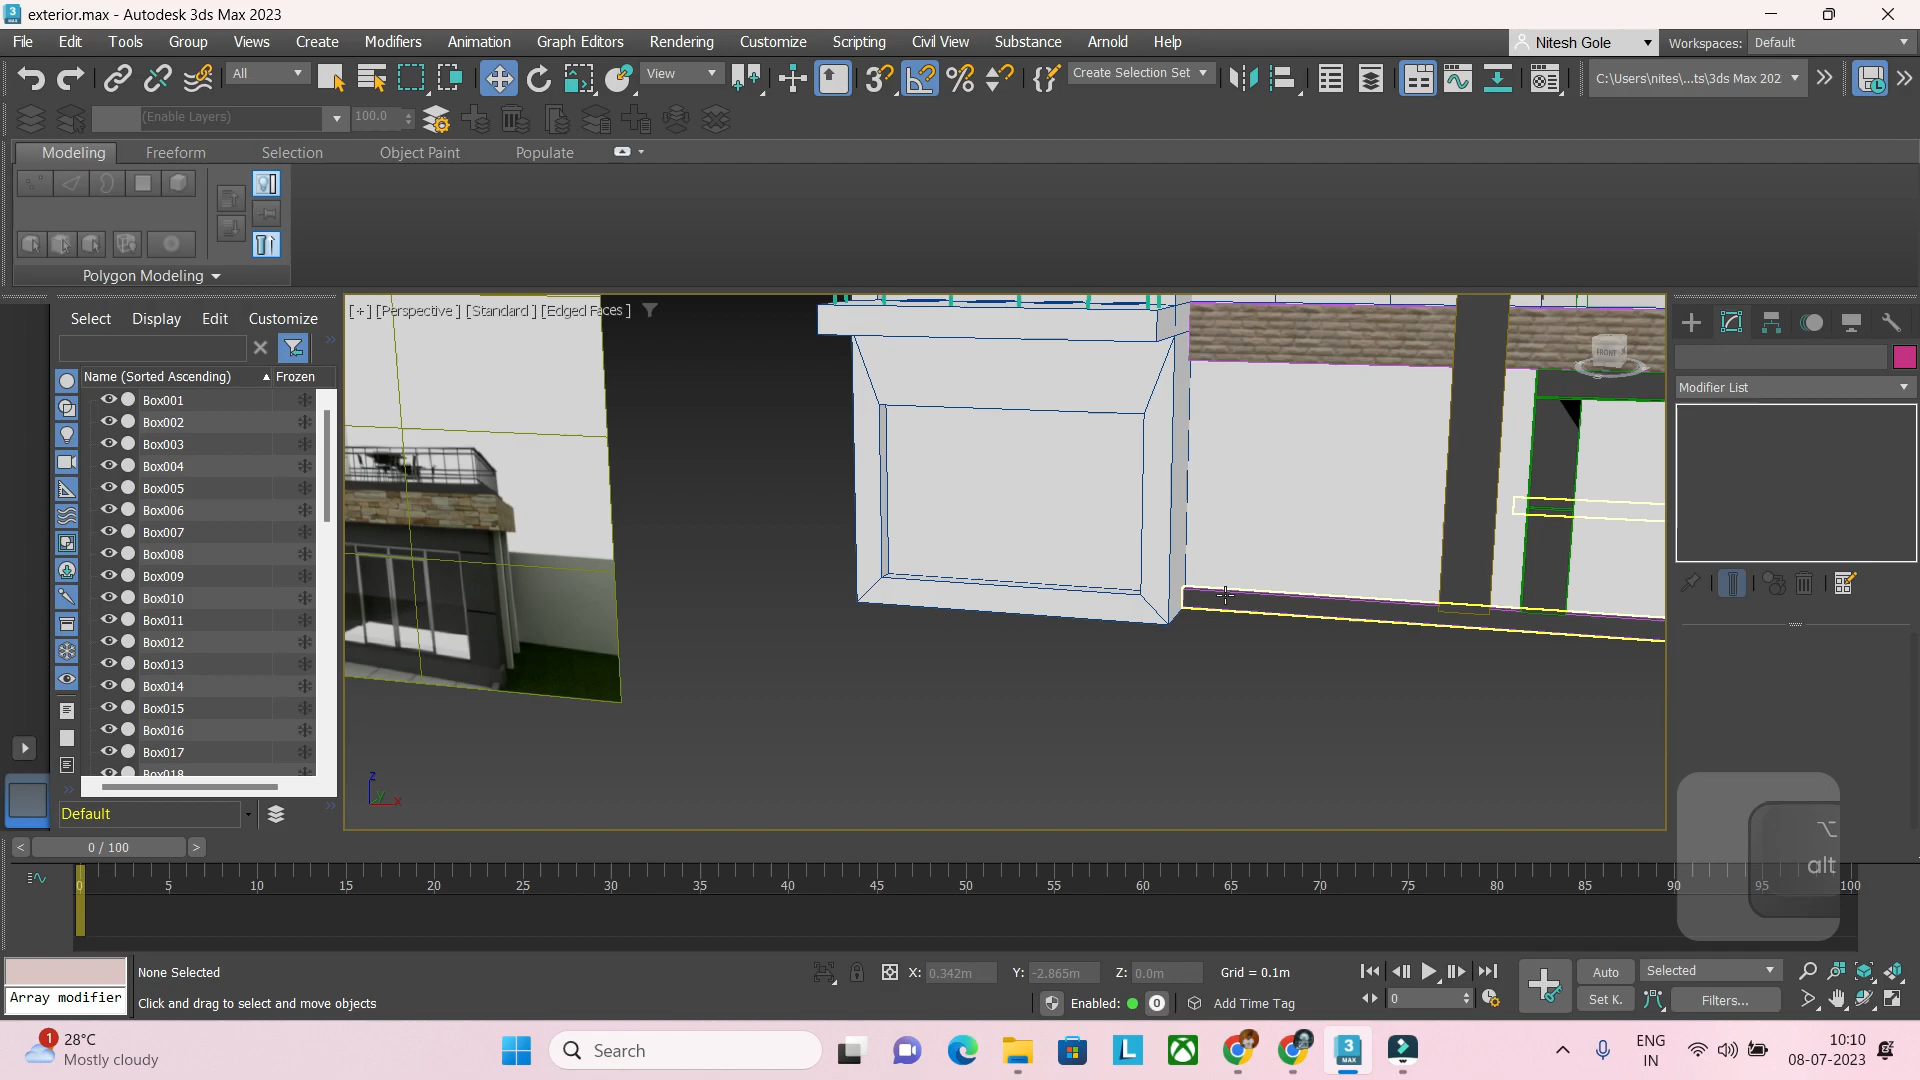 exterior.max - Autodesk 3ds Max 2023
File Edit Tools Group Views Create Modifiers Animation Graph Editors Rendering Customize Scripting Civil View Substance Arnold Help
Nitesh Gole
Workspaces: Default
All
View
Create Selection Set
C:\Users\nites\...ts\3ds Max 202
(Enable Layers)
100.0
Modeling Freeform Selection Object Paint Populate
Polygon Modeling
Select Display Edit Customize
Name (Sorted Ascending) Frozen
Box001
Box002
Box003
Box004
Box005
Box006
Box007
Box008
Box009
Box010
Box011
Box012
Box013
Box014
Box015
Box016
Box017
Box018
Default
[+] [Perspective ] [Standard ] [Edged Faces ]
FRONT
z
y
x
Modifier List
alt
0 / 100
0 5 10 15 20 25 30 35 40 45 50 55 60 65 70 75 80 85 90 95 100
None Selected
X: 0.342m Y: -2.865m Z: 0.0m Grid = 0.1m
Array modifier
Click and drag to select and move objects
Enabled: 0 Add Time Tag
0
Auto Selected
Set K. Filters...
1
28°C
Mostly cloudy
Search
3
MAX
ENG
IN
10:10
08-07-2023